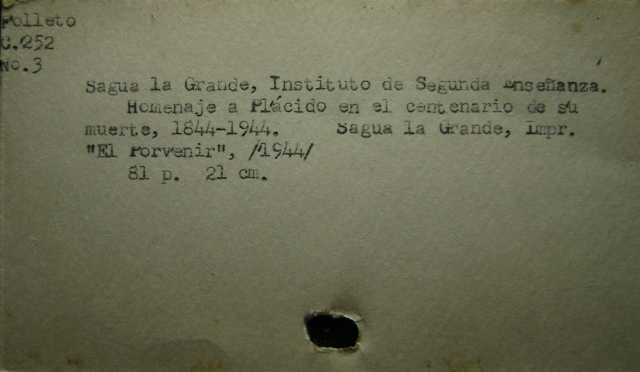 Folleto
C.252
No.3
Sagua la Grande, Instituto de Segunda Enseñanza.
Homenaje a Plácido en el centenario de su
muerte, 1844-1944. Sagua la Grande, Impr.
"El Porvenir", /1944/
81 p. 21 cm.